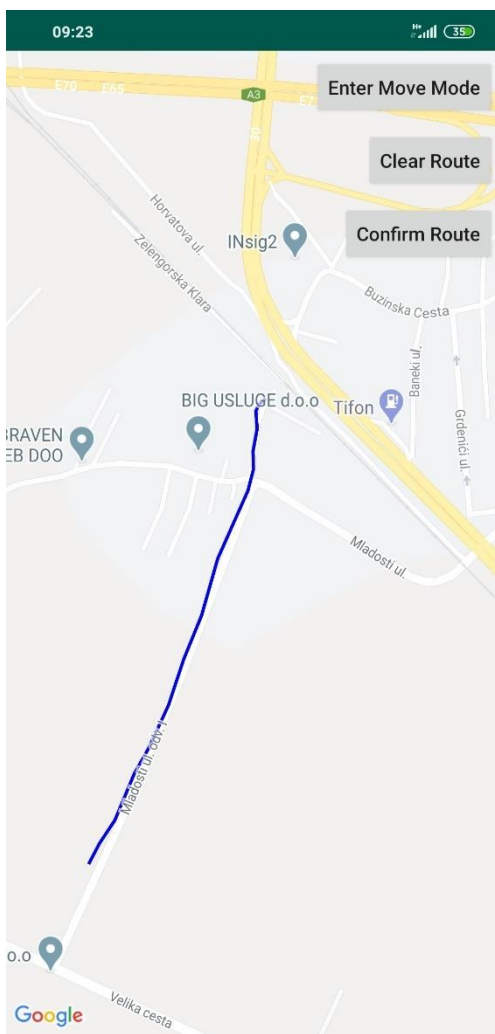 09:23
H+
35
E70
E65
A3
E7
30
Enter Move Mode
Clear Route
Confirm Route
Horvatova ul.
Zelengorska Klara
INsig2
Buzinska Cesta
Baneki ul.
Grdenići ul.
BIG USLUGE d.o.o
Tifon
BRAVEN
EB DOO
Mladosti ul.
Mladosti ul. odv. I
o.o
Velika cesta
Google